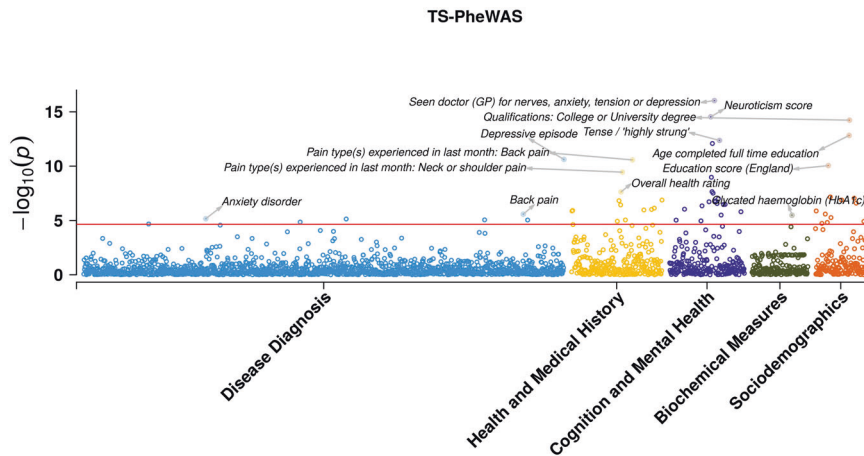 TS-PheWAS
Seen doctor (GP) for nerves, anxiety, tension or depression
Neuroticism score
Qualifications: College or University degree
Depressive episode
Tense / 'highly strung'
Pain type(s) experienced in last month: Back pain
Age completed full time education
Pain type(s) experienced in last month: Neck or shoulder pain
Education score (England)
Overall health rating
Anxiety disorder
Back pain
Glycated haemoglobin (HbA1c)
−log10(p)
15
10
5
0
Disease Diagnosis
Health and Medical History
Cognition and Mental Health
Biochemical Measures
Sociodemographics